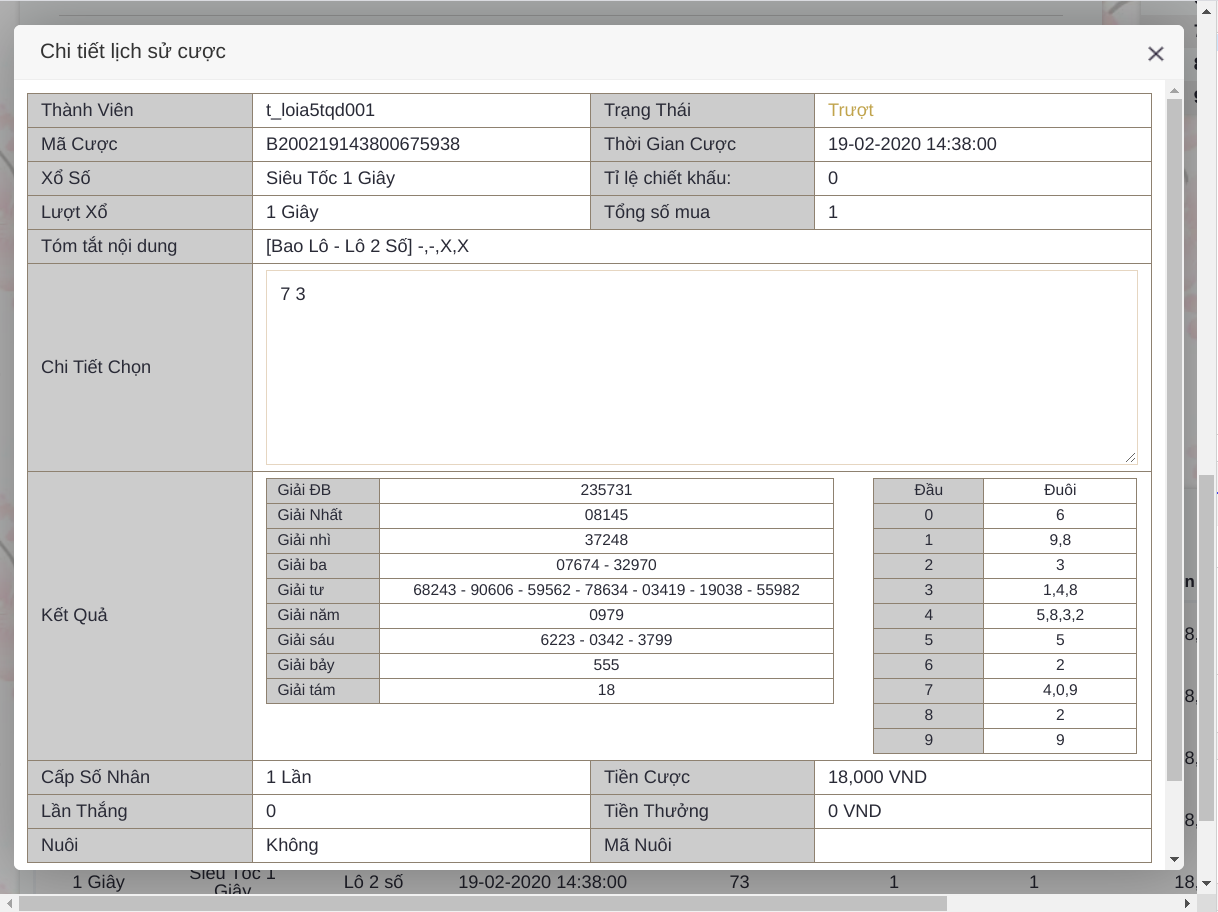 Chi tiết lịch sử cược
Thành Viên t_loia5tqd001 Trạng Thái Trượt
Mã Cược B200219143800675938 Thời Gian Cược 19-02-2020 14:38:00
Xổ Số Siêu Tốc 1 Giây Tỉ lệ chiết khấu: 0
Lượt Xổ 1 Giây Tổng số mua 1
Tóm tắt nội dung [Bao Lô - Lô 2 Số] -,-,X,X
Chi Tiết Chọn 7 3
Kết Quả
Giải ĐB 235731
Giải Nhất 08145
Giải nhì 37248
Giải ba 07674 - 32970
Giải tư 68243 - 90606 - 59562 - 78634 - 03419 - 19038 - 55982
Giải năm 0979
Giải sáu 6223 - 0342 - 3799
Giải bảy 555
Giải tám 18
Đầu Đuôi
0 6
1 9,8
2 3
3 1,4,8
4 5,8,3,2
5 5
6 2
7 4,0,9
8 2
9 9
Cấp Số Nhân 1 Lần Tiền Cược 18,000 VND
Lần Thắng 0 Tiền Thưởng 0 VND
Nuôi Không Mã Nuôi
1 Giây Siêu Tốc 1 Giây Lô 2 số 19-02-2020 14:38:00 73 1 1 18,